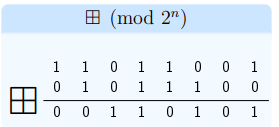 ⊞ (mod 2ⁿ)
1 1 0 1 1 0 0 1
⊞ 0 1 0 1 1 1 0 0
0 0 1 1 0 1 0 1